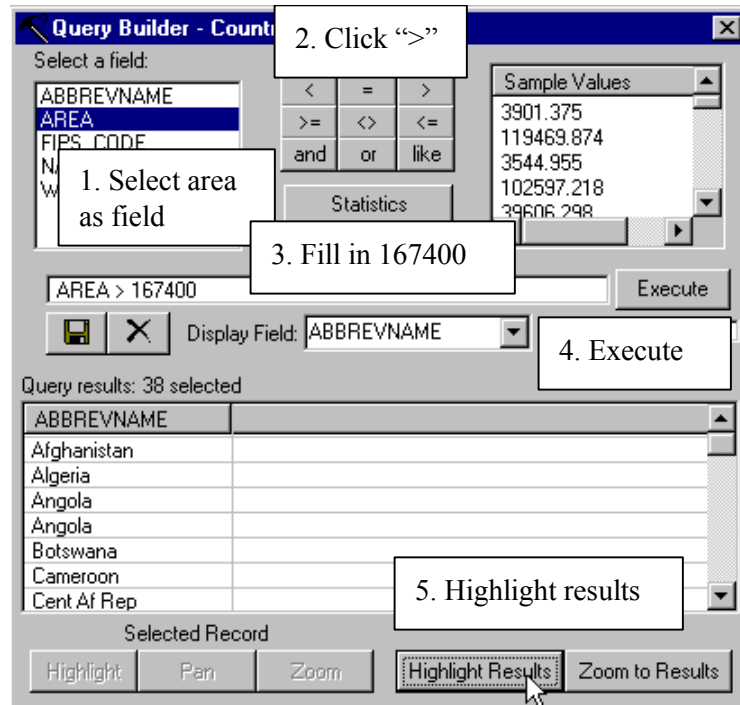 Query Builder - Countr
2. Click “>”
Select a field:
ABBREVNAME
AREA
FIPS_CODE
1. Select area
as field
< = >
>= <> <=
and or like
Statistics
Sample Values
3901.375
119469.874
3544.955
102597.218
39606.298
3. Fill in 167400
AREA > 167400
Execute
Display Field: ABBREVNAME
4. Execute
Query results: 38 selected
ABBREVNAME
Afghanistan
Algeria
Angola
Angola
Botswana
Cameroon
Cent Af Rep
5. Highlight results
Selected Record
Highlight Pan Zoom Highlight Results Zoom to Results